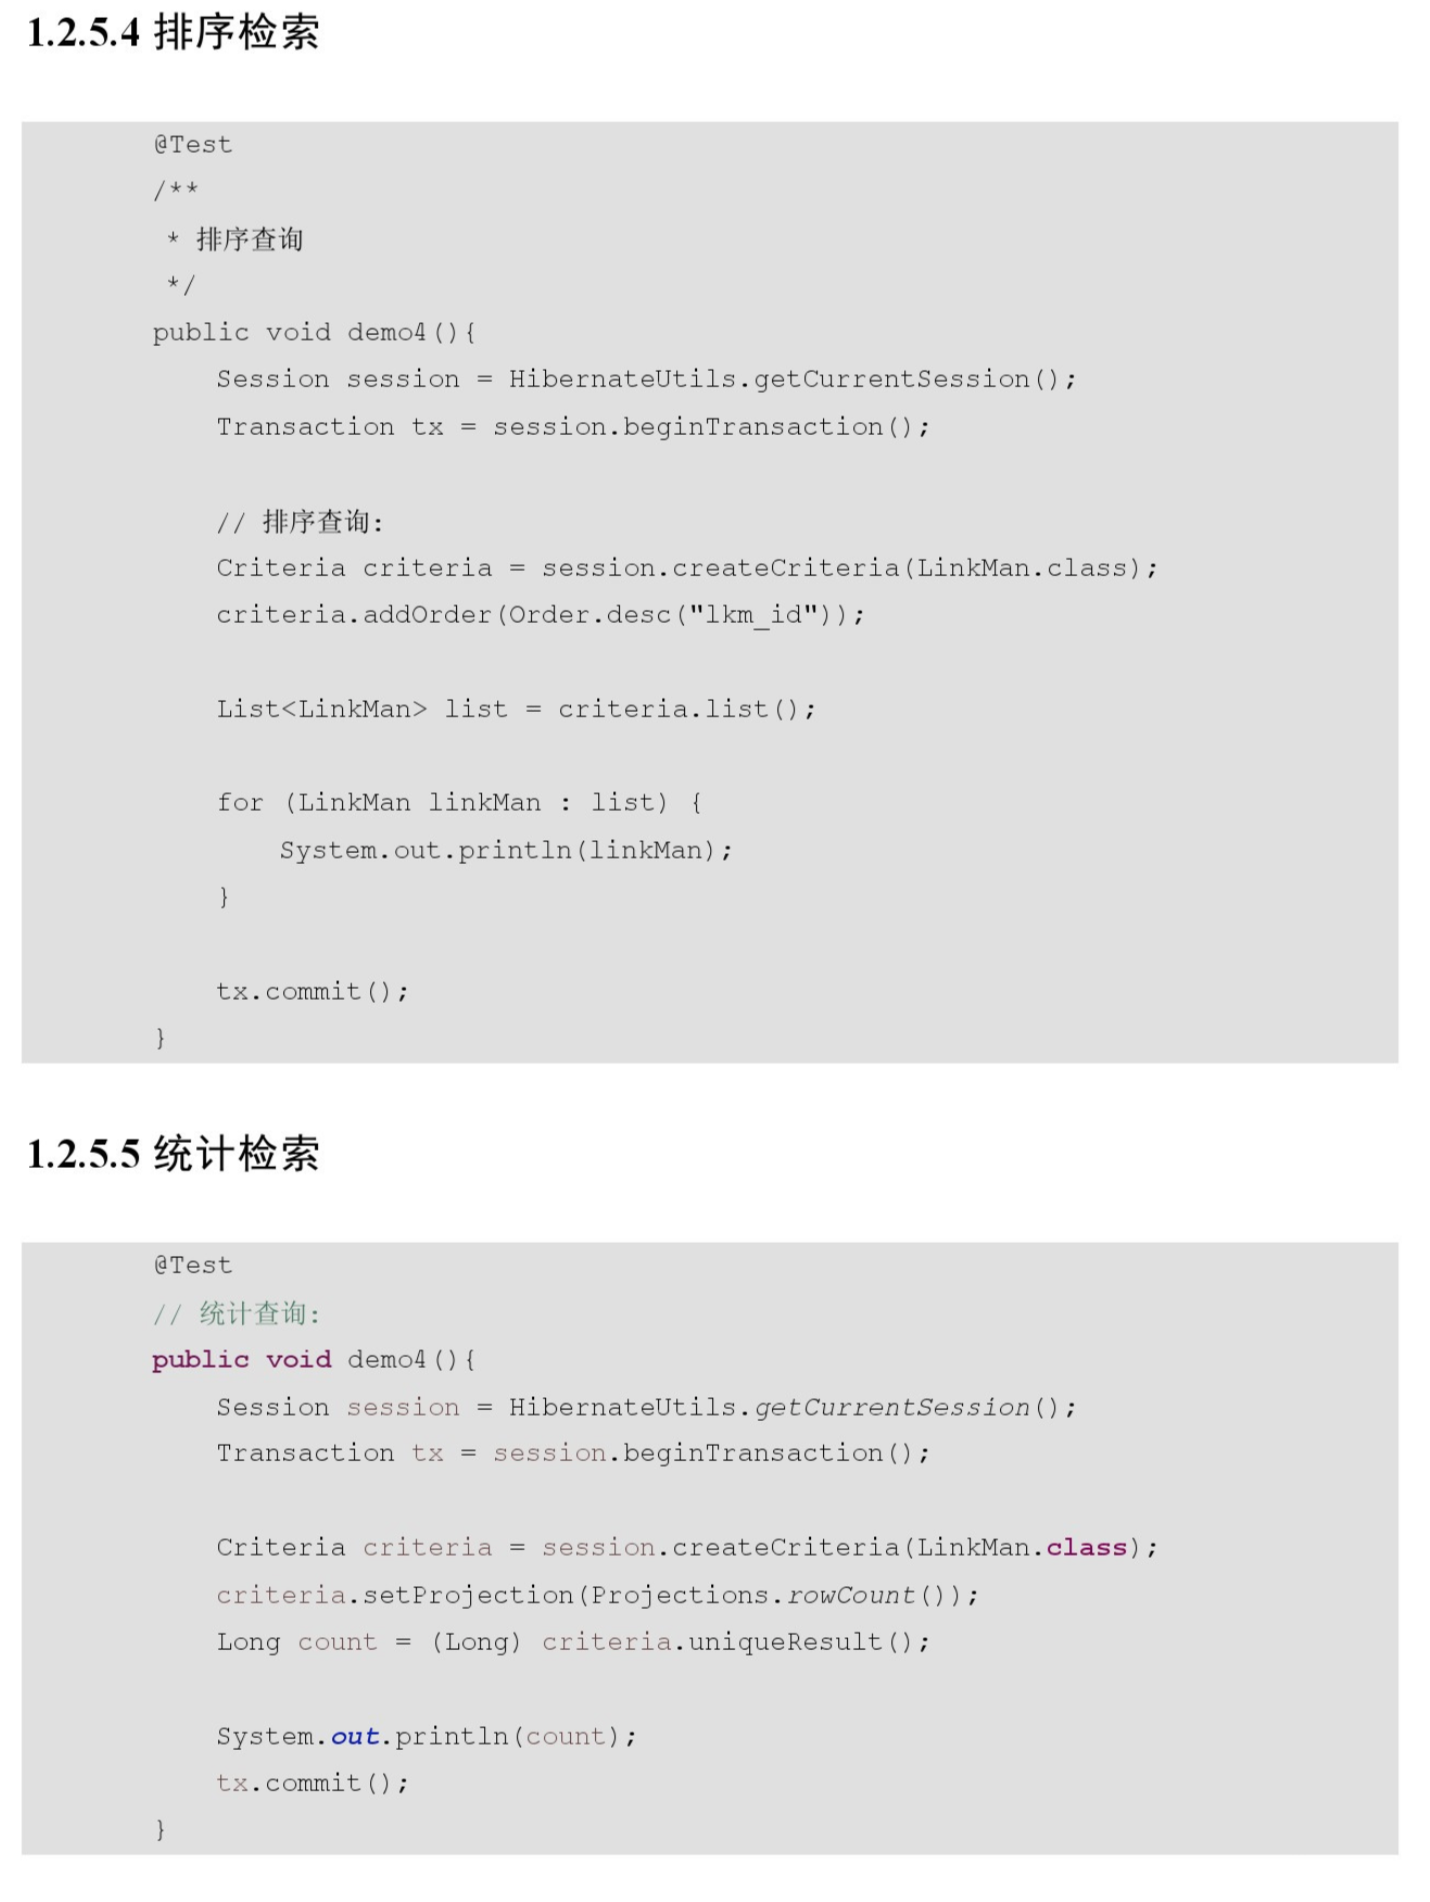 1.2.5.4 排序检索
@Test
/**
* 排序查询
*/
public void demo4(){
Session session = HibernateUtils.getCurrentSession();
Transaction tx = session.beginTransaction();
// 排序查询:
Criteria criteria = session.createCriteria(LinkMan.class);
criteria.addOrder(Order.desc("lkm_id"));
List<LinkMan> list = criteria.list();
for (LinkMan linkMan : list) {
System.out.println(linkMan);
}
tx.commit();
}
1.2.5.5 统计检索
@Test
// 统计查询:
public void demo4(){
Session session = HibernateUtils.getCurrentSession();
Transaction tx = session.beginTransaction();
Criteria criteria = session.createCriteria(LinkMan.class);
criteria.setProjection(Projections.rowCount());
Long count = (Long) criteria.uniqueResult();
System.out.println(count);
tx.commit();
}